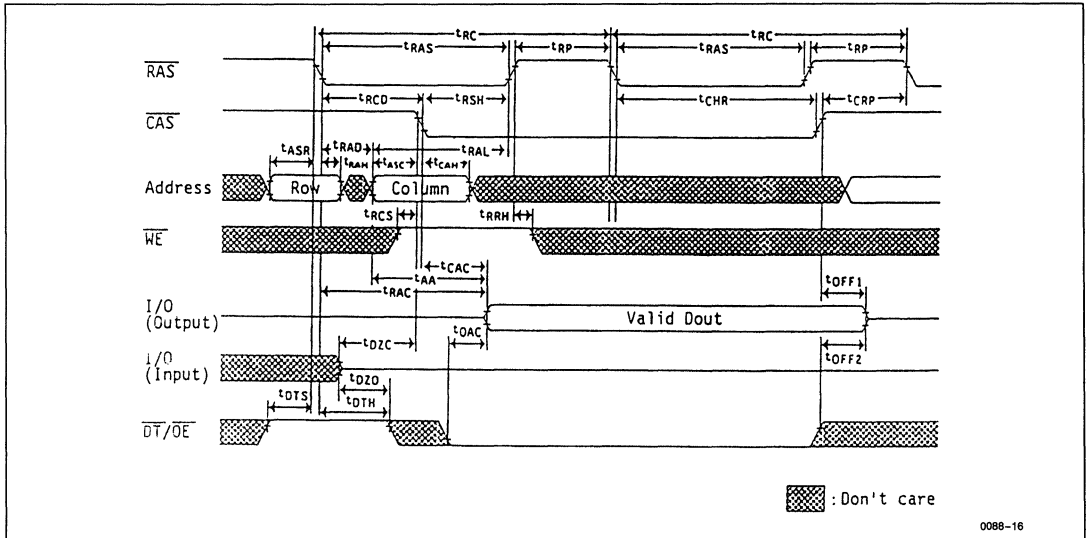 tRC tRC
tRAS tRP tRAS tRP
RAS
tRCD tRSH tCHR tCRP
CAS
tASR tRAD tRAL
tRAH tASC tCAH
Address Row Column
tRCS tRRH
WE
tCAC
tAA
tRAC tOFF1
I/O
(Output) Valid Dout
tOAC
tDZC tOFF2
I/O
(Input)
tDZO
tDTS tDTH
DT/OE
:Don't care
0088-16